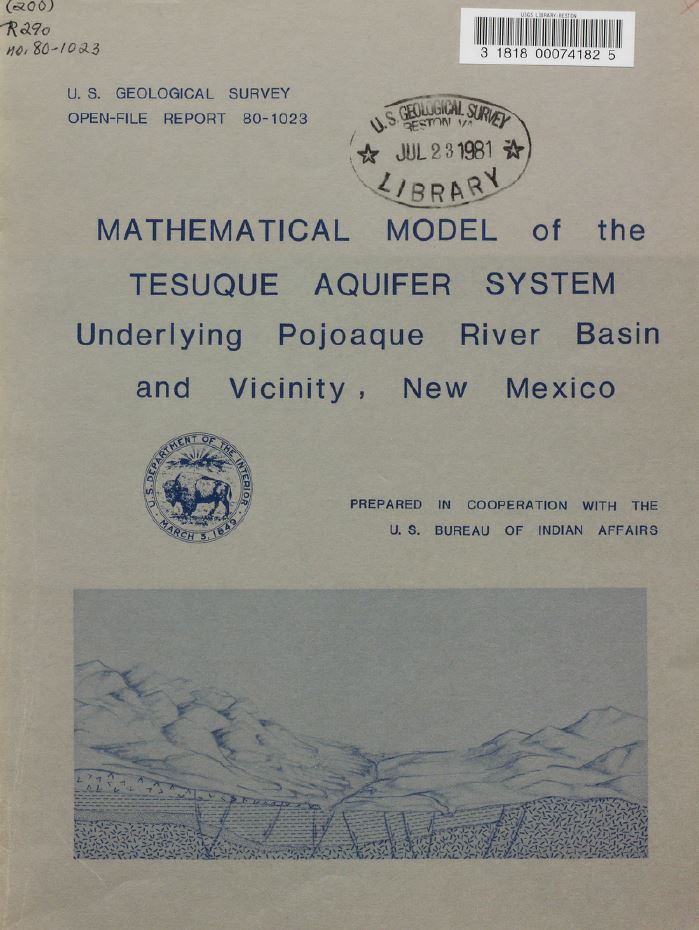 (200)
R290
no. 80-1023
USGS LIBRARY-RESTON
3 1818 00074182 5
U. S. GEOLOGICAL SURVEY
OPEN-FILE REPORT 80-1023
U.S. GEOLOGICAL SURVEY
RESTON, VA.
JUL 23 1981
LIBRARY
MATHEMATICAL MODEL of the
TESUQUE AQUIFER SYSTEM
Underlying Pojoaque River Basin
and Vicinity, New Mexico
U.S. DEPARTMENT OF THE INTERIOR
MARCH 3, 1849
PREPARED IN COOPERATION WITH THE
U. S. BUREAU OF INDIAN AFFAIRS